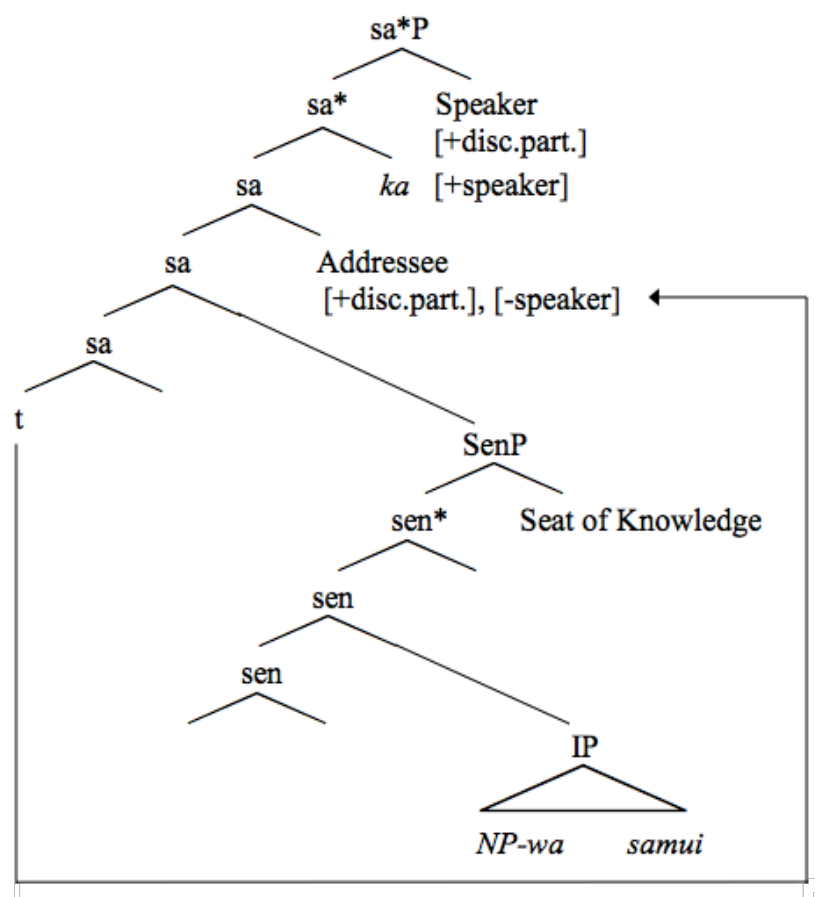 sa*P
sa* Speaker
[+disc.part.]
sa ka [+speaker]
sa Addressee
[+disc.part.], [-speaker]
sa
t
SenP
sen* Seat of Knowledge
sen
sen
IP
NP-wa samui